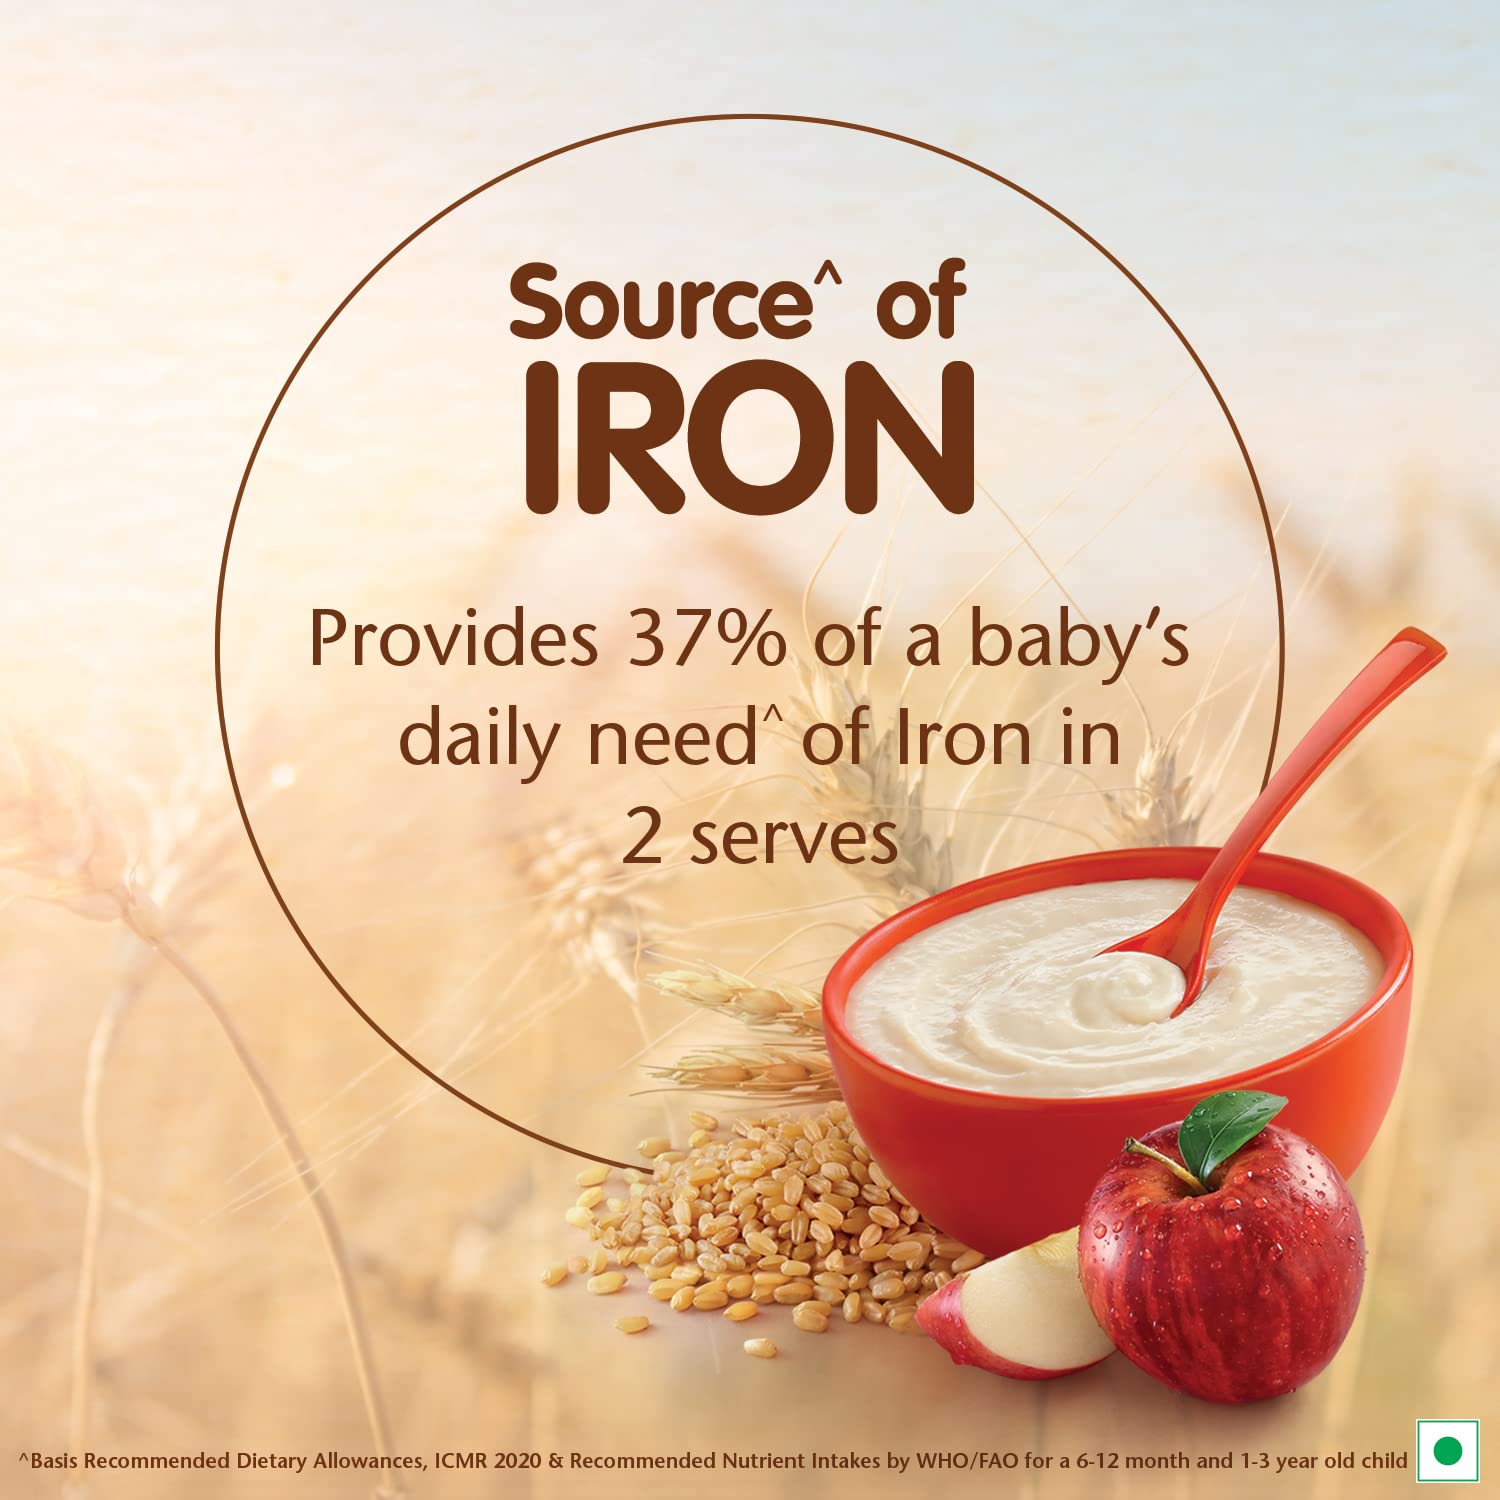 Source^ of
IRON
Provides 37% of a baby's
daily need^ of Iron in
2 serves
^Basis Recommended Dietary Allowances, ICMR 2020 & Recommended Nutrient Intakes by WHO/FAO for a 6-12 month and 1-3 year old child